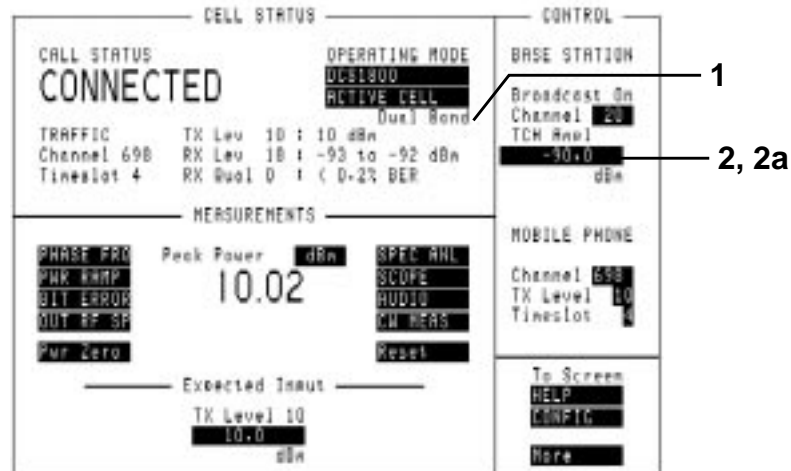 CELL STATUS
CALL STATUS
CONNECTED
OPERATING MODE
DCS1800
ACTIVE CELL
Dual Band
TRAFFIC TX Lev 10 : 10 dBm
Channel 698 RX Lev 18 : -93 to -92 dBm
Timeslot 4 RX Qual 0 : < 0.2% BER
MEASUREMENTS
PHASE FRQ
PWR RAMP
BIT ERROR
OUT RF SP
Pwr Zero
Peak Power dBm
10.02
SPEC ANL
SCOPE
AUDIO
CW MEAS
Reset
Expected Input
TX Level 10
10.0
dBm
CONTROL
BASE STATION
Broadcast On
Channel 20
TCH Ampl
-90.0
dBm
MOBILE PHONE
Channel 698
TX Level 10
Timeslot 4
To Screen
HELP
CONFIG
More
1
2, 2a